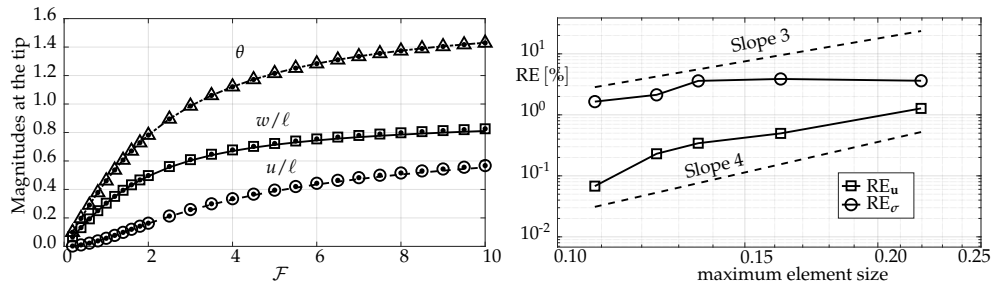 1.6
1.4
1.2
1.0
0.8
0.6
0.4
0.2
0.0
Magnitudes at the tip
θ
w/ℓ
u/ℓ
0 2 4 6 8 10
ℱ
RE [%]
10¹
10⁰
10⁻¹
10⁻²
Slope 3
Slope 4
RE𝐮
REσ
0.10 0.15 0.20 0.25
maximum element size